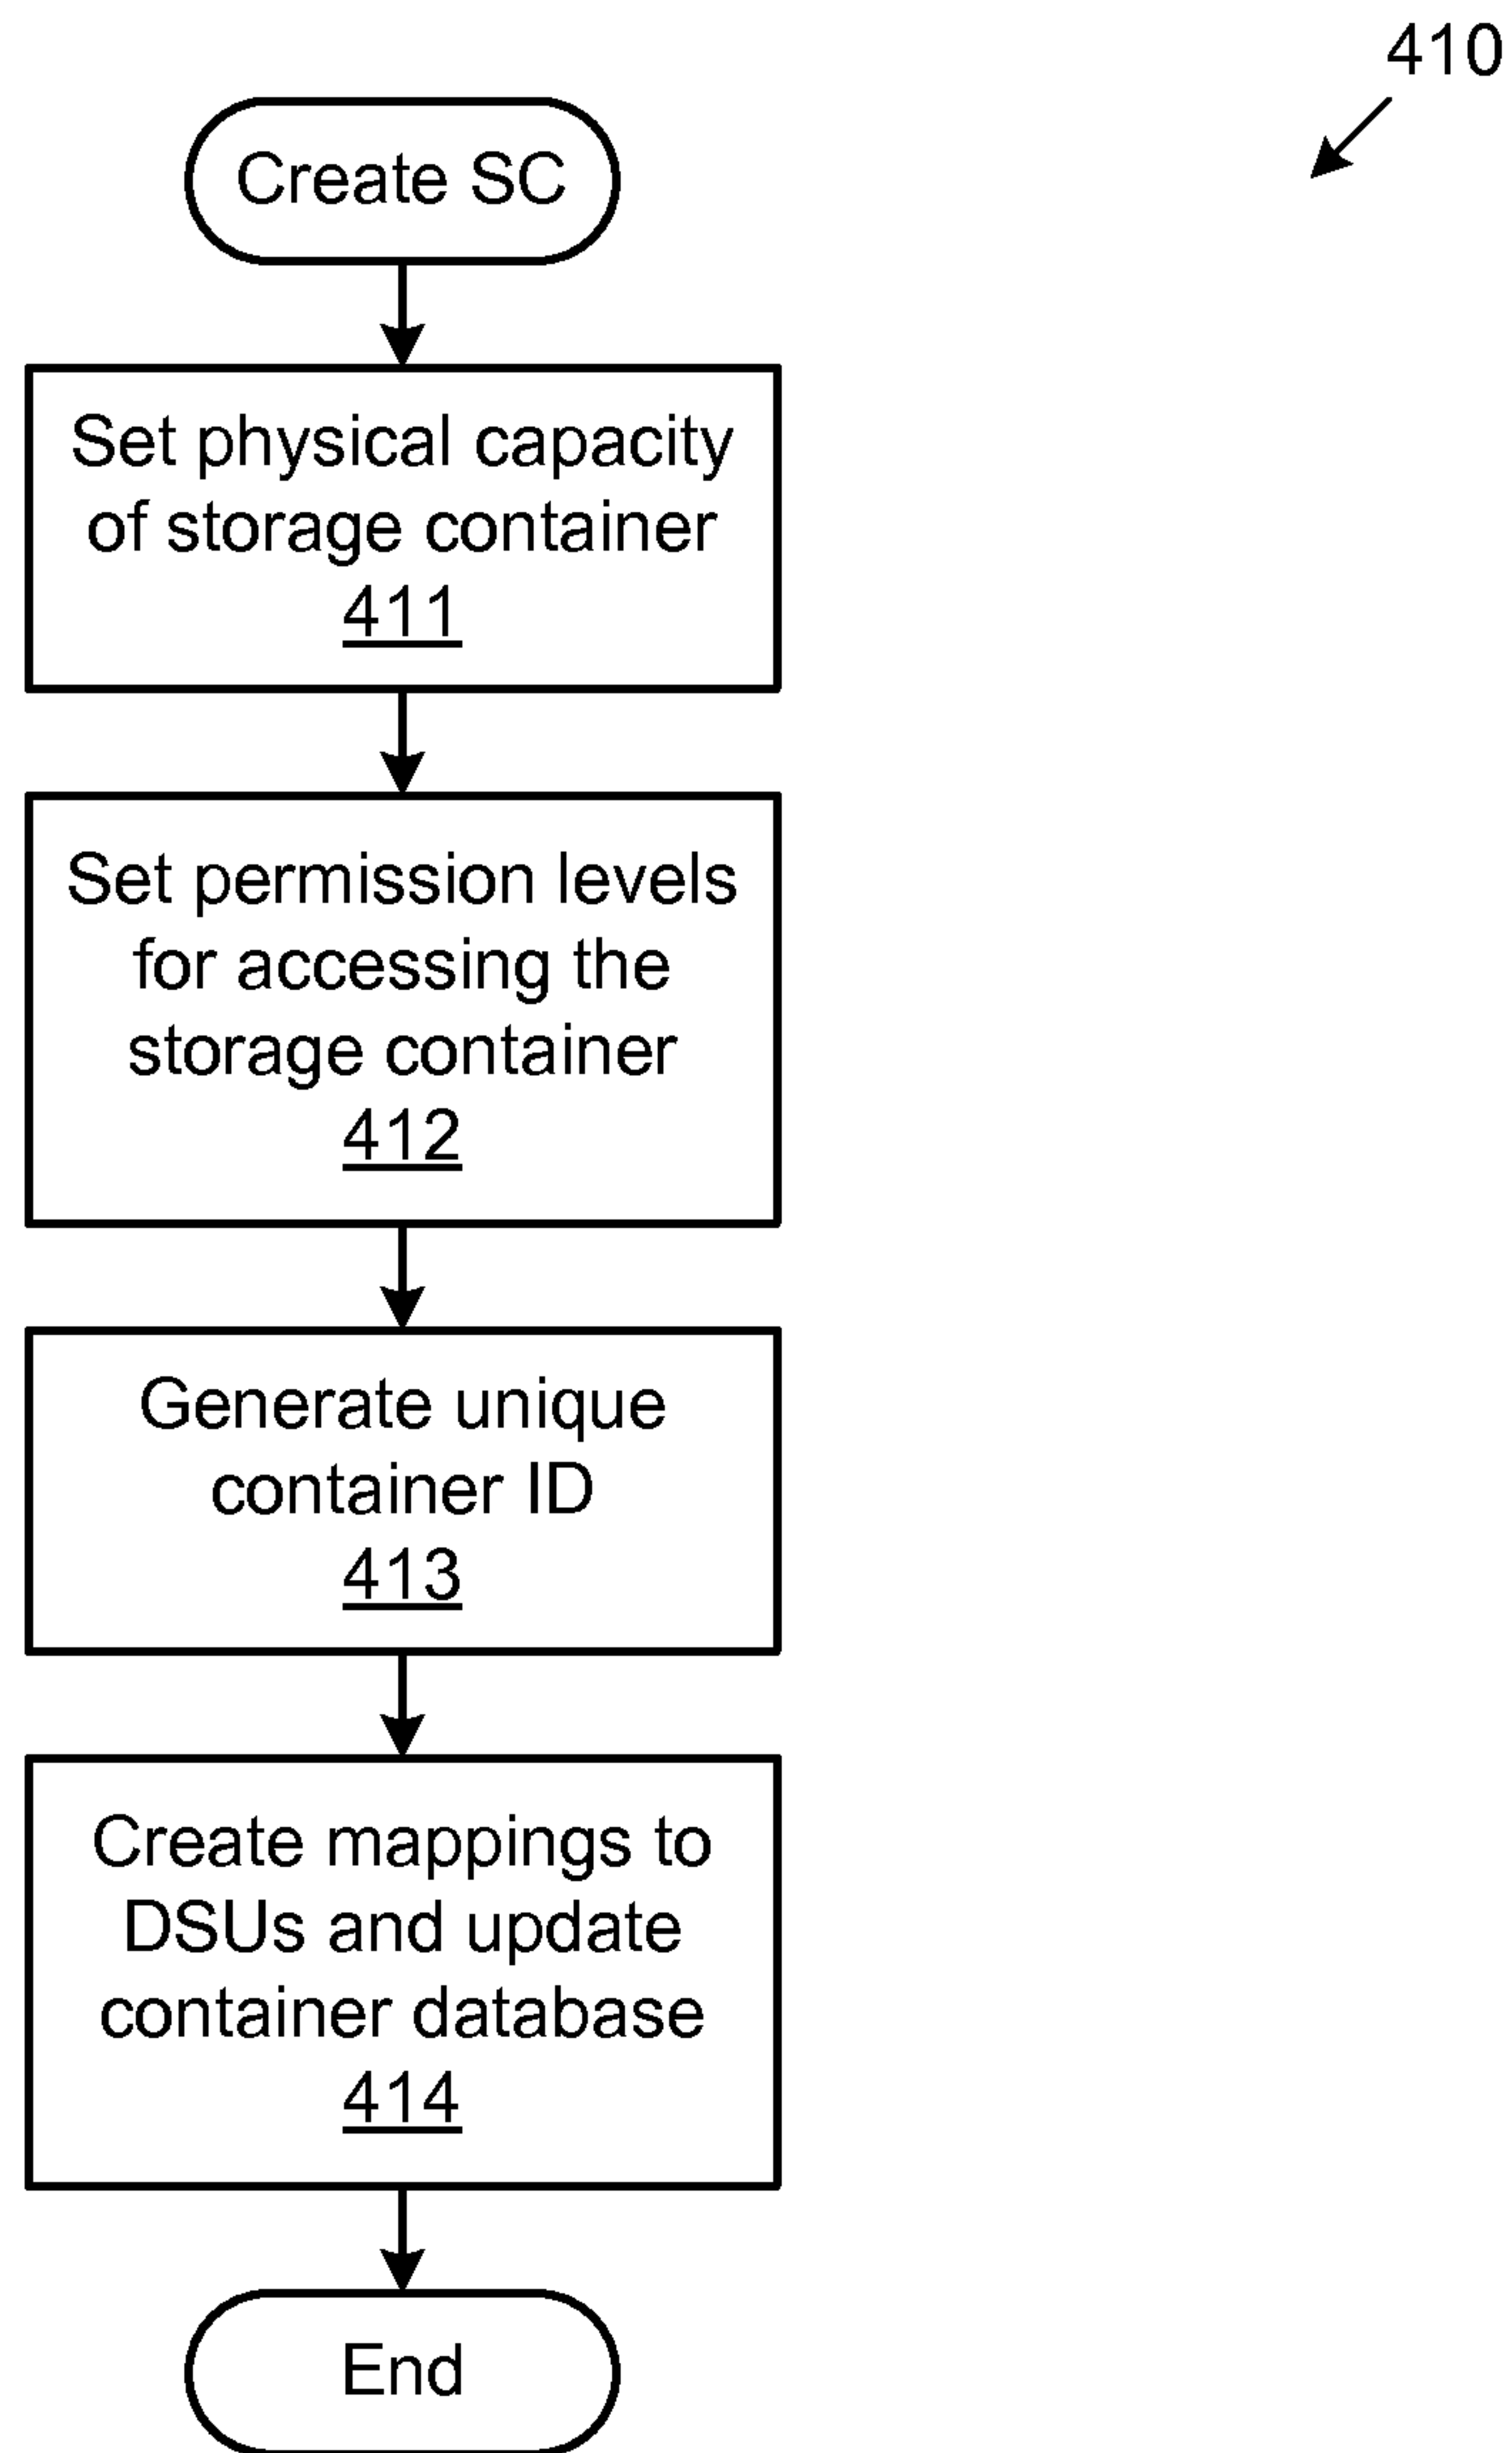 410
Create SC
Set physical capacity
of storage container
411
Set permission levels
for accessing the
storage container
412
Generate unique
container ID
413
Create mappings to
DSUs and update
container database
414
End